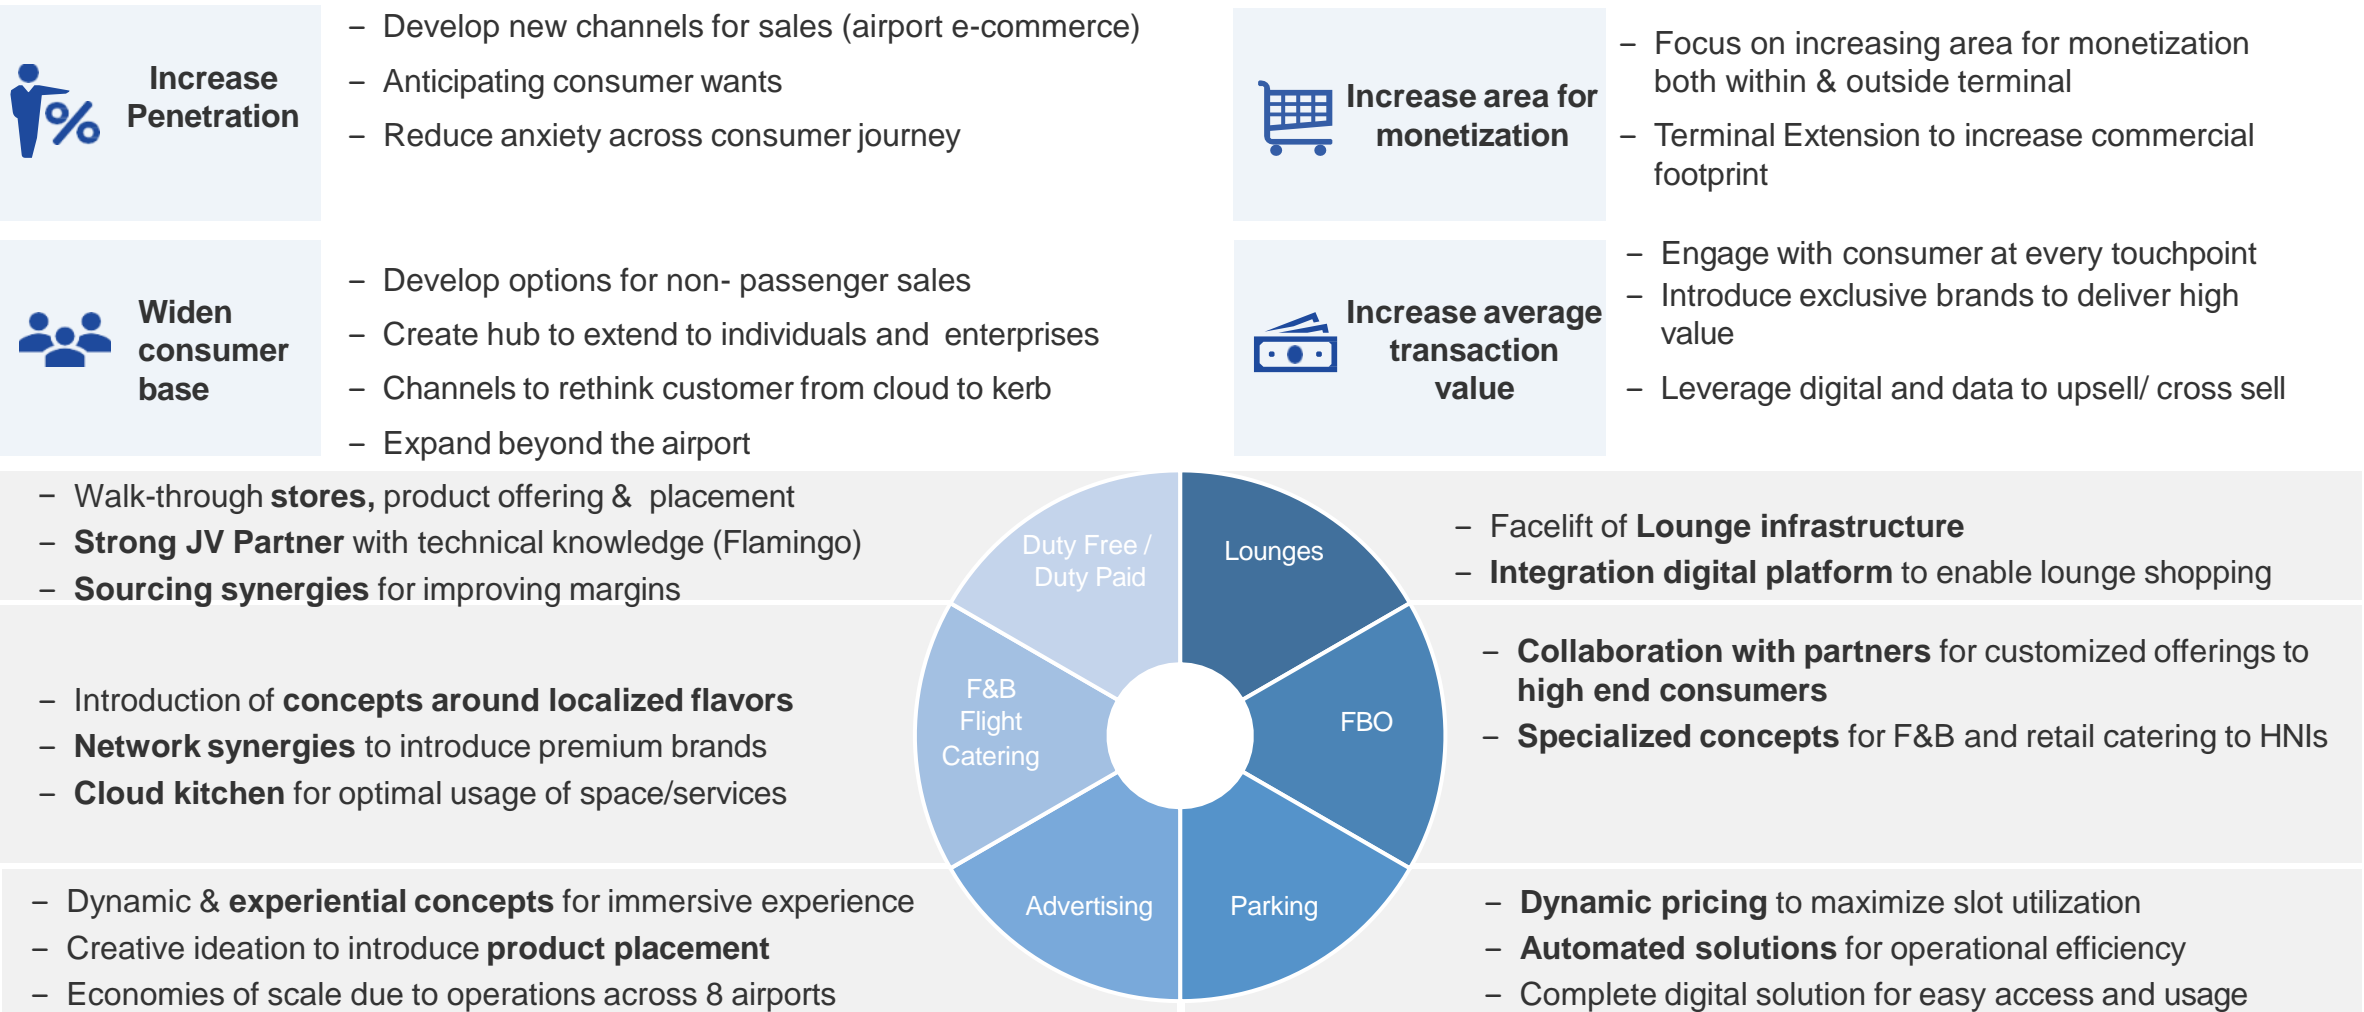 Increase
Penetration
– Develop new channels for sales (airport e-commerce)
– Anticipating consumer wants
– Reduce anxiety across consumer journey
Increase area for
monetization
– Focus on increasing area for monetization
both within & outside terminal
– Terminal Extension to increase commercial
footprint
Widen
consumer
base
– Develop options for non- passenger sales
– Create hub to extend to individuals and enterprises
– Channels to rethink customer from cloud to kerb
– Expand beyond the airport
Increase average
transaction
value
– Engage with consumer at every touchpoint
– Introduce exclusive brands to deliver high
value
– Leverage digital and data to upsell/ cross sell
– Walk-through stores, product offering & placement
– Strong JV Partner with technical knowledge (Flamingo)
– Sourcing synergies for improving margins
Duty Free /
Duty Paid
Lounges
– Facelift of Lounge infrastructure
– Integration digital platform to enable lounge shopping
– Introduction of concepts around localized flavors
– Network synergies to introduce premium brands
– Cloud kitchen for optimal usage of space/services
F&B
Flight
Catering
FBO
– Collaboration with partners for customized offerings to
high end consumers
– Specialized concepts for F&B and retail catering to HNIs
– Dynamic & experiential concepts for immersive experience
– Creative ideation to introduce product placement
– Economies of scale due to operations across 8 airports
Advertising
Parking
– Dynamic pricing to maximize slot utilization
– Automated solutions for operational efficiency
– Complete digital solution for easy access and usage